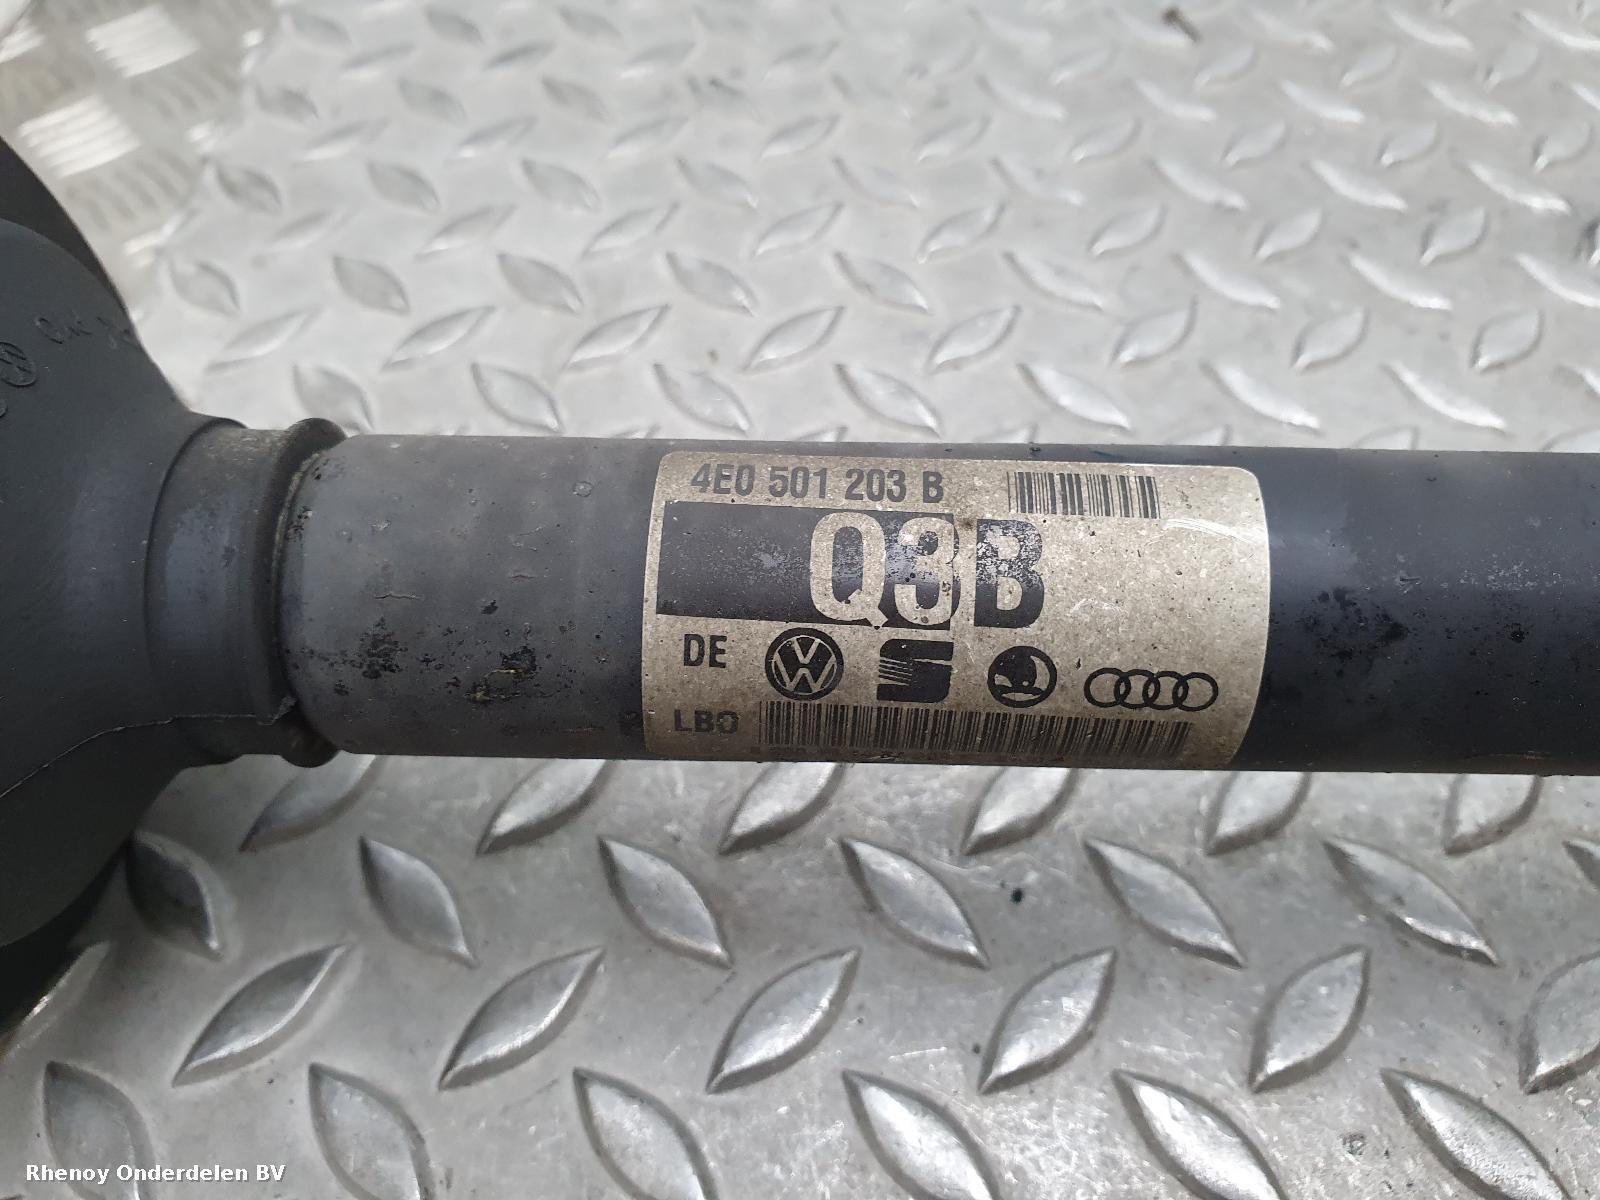 4E0 501 203 B
Q3B
DE
LBO
Rhenoy Onderdelen BV